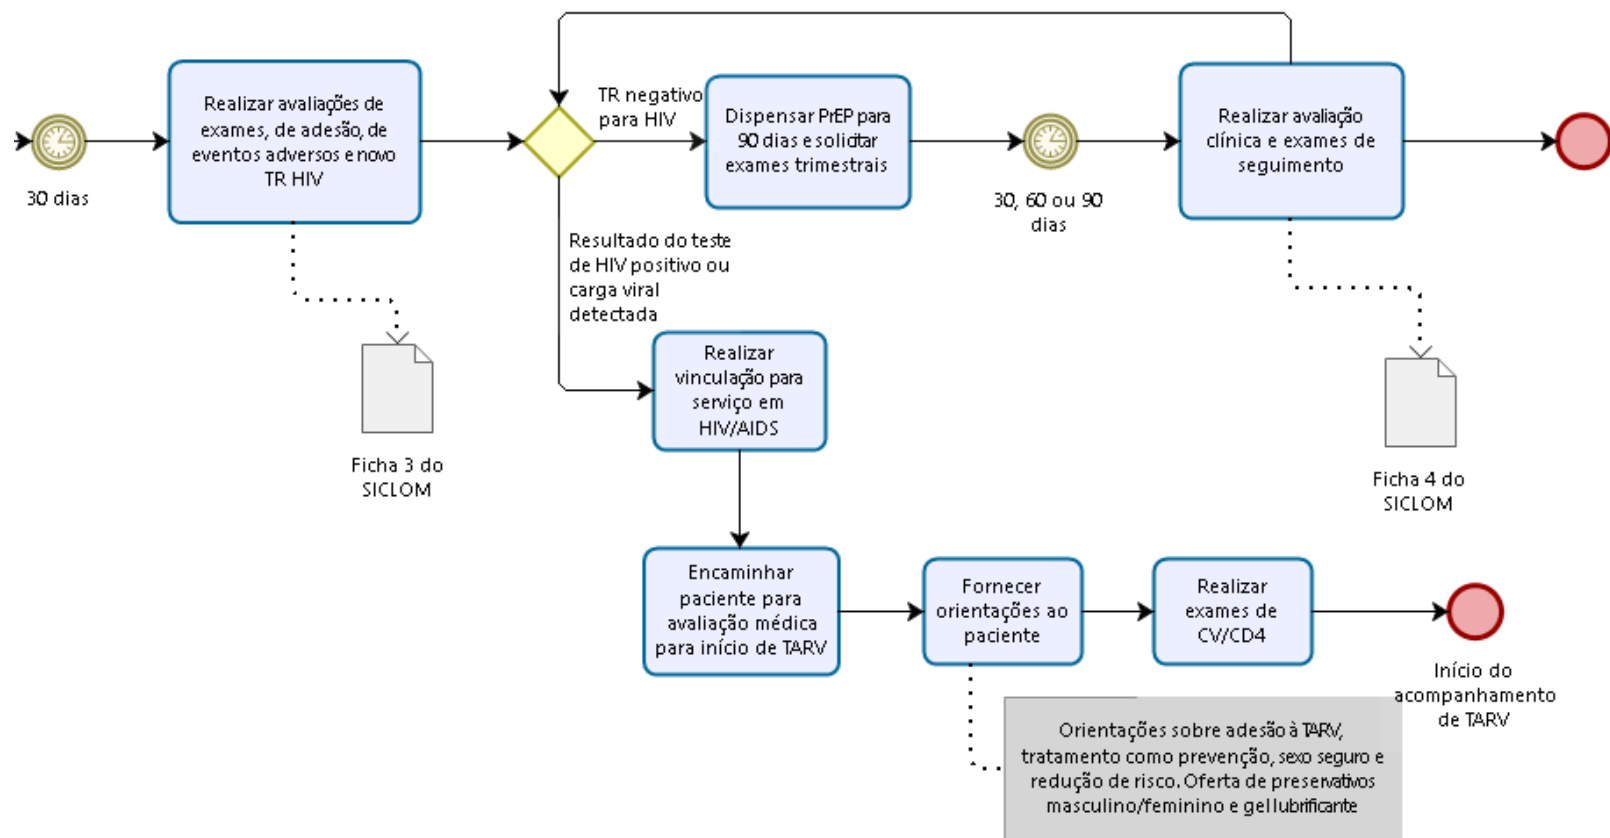 30 dias
Realizar avaliações de
exames, de adesão, de
eventos adversos e novo
TR HIV
Ficha 3 do
SICLOM
TR negativo
para HIV
Resultado do teste
de HIV positivo ou
carga viral
detectada
Dispensar PrEP para
90 dias e solicitar
exames trimestrais
30, 60 ou 90
dias
Realizar avaliação
clínica e exames de
seguimento
Ficha 4 do
SICLOM
Realizar
vinculação para
serviço em
HIV/AIDS
Encaminhar
paciente para
avaliação médica
para início de TARV
Fornecer
orientações ao
paciente
Realizar
exames de
CV/CD4
Início do
acompanhamento
de TARV
Orientações sobre adesão à TARV,
tratamento como prevenção, sexo seguro e
redução de risco. Oferta de preservativos
masculino/feminino e gel lubrificante